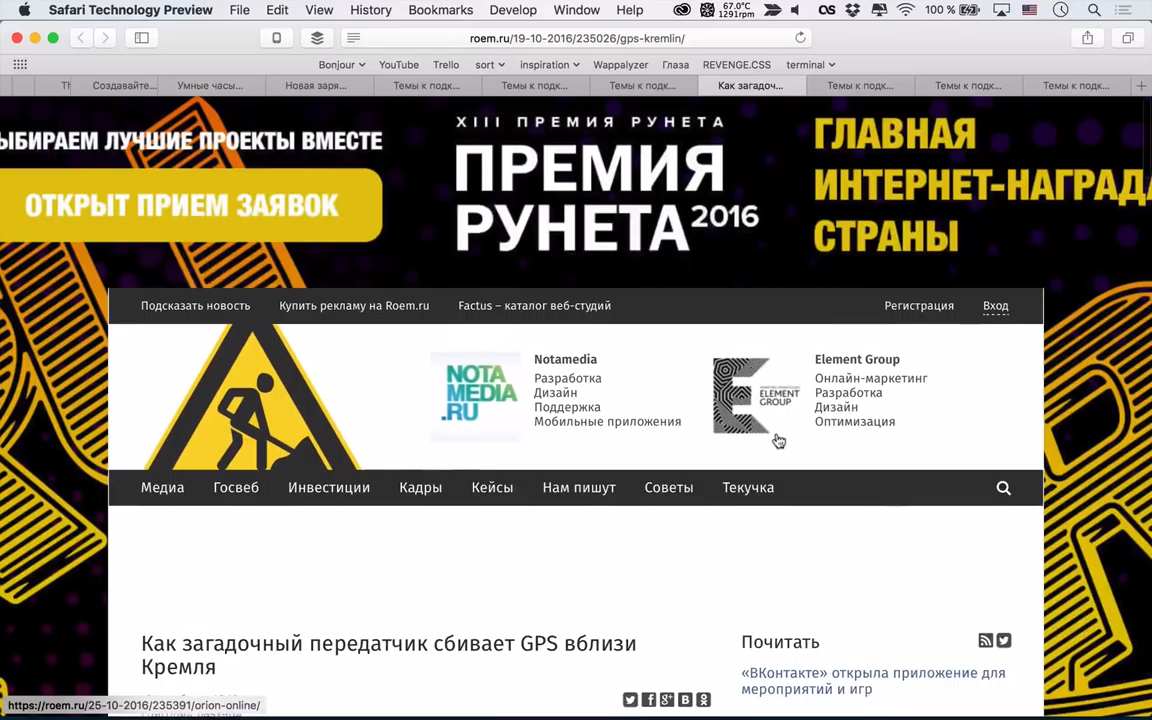 Safari Technology Preview File Edit View History Bookmarks Develop Window Help 67.0°C 1291rpm 100 %
roem.ru/19-10-2016/235026/gps-kremlin/
Bonjour YouTube Trello sort inspiration Wappalyzer Глаза REVENGE.CSS terminal
Создавайте... Умные часы... Новая заря... Темы к подк... Темы к подк... Темы к подк... Как загадоч... Темы к подк... Темы к подк... Темы к подк...
ЫБИРАЕМ ЛУЧШИЕ ПРОЕКТЫ ВМЕСТЕ
ОТКРЫТ ПРИЕМ ЗАЯВОК
XIII ПРЕМИЯ РУНЕТА
ПРЕМИЯ
РУНЕТА 2016
ГЛАВНАЯ
ИНТЕРНЕТ-НАГРАДА
СТРАНЫ
Подсказать новость Купить рекламу на Roem.ru Factus – каталог веб-студий Регистрация Вход
NOTA
MEDIA
.RU
Notamedia
Разработка
Дизайн
Поддержка
Мобильные приложения
ELEMENT
GROUP
Element Group
Онлайн-маркетинг
Разработка
Дизайн
Оптимизация
Медиа Госвеб Инвестиции Кадры Кейсы Нам пишут Советы Текучка
Как загадочный передатчик сбивает GPS вблизи
Кремля
Почитать
«ВКонтакте» открыла приложение для
мероприятий и игр
https://roem.ru/25-10-2016/235391/orion-online/